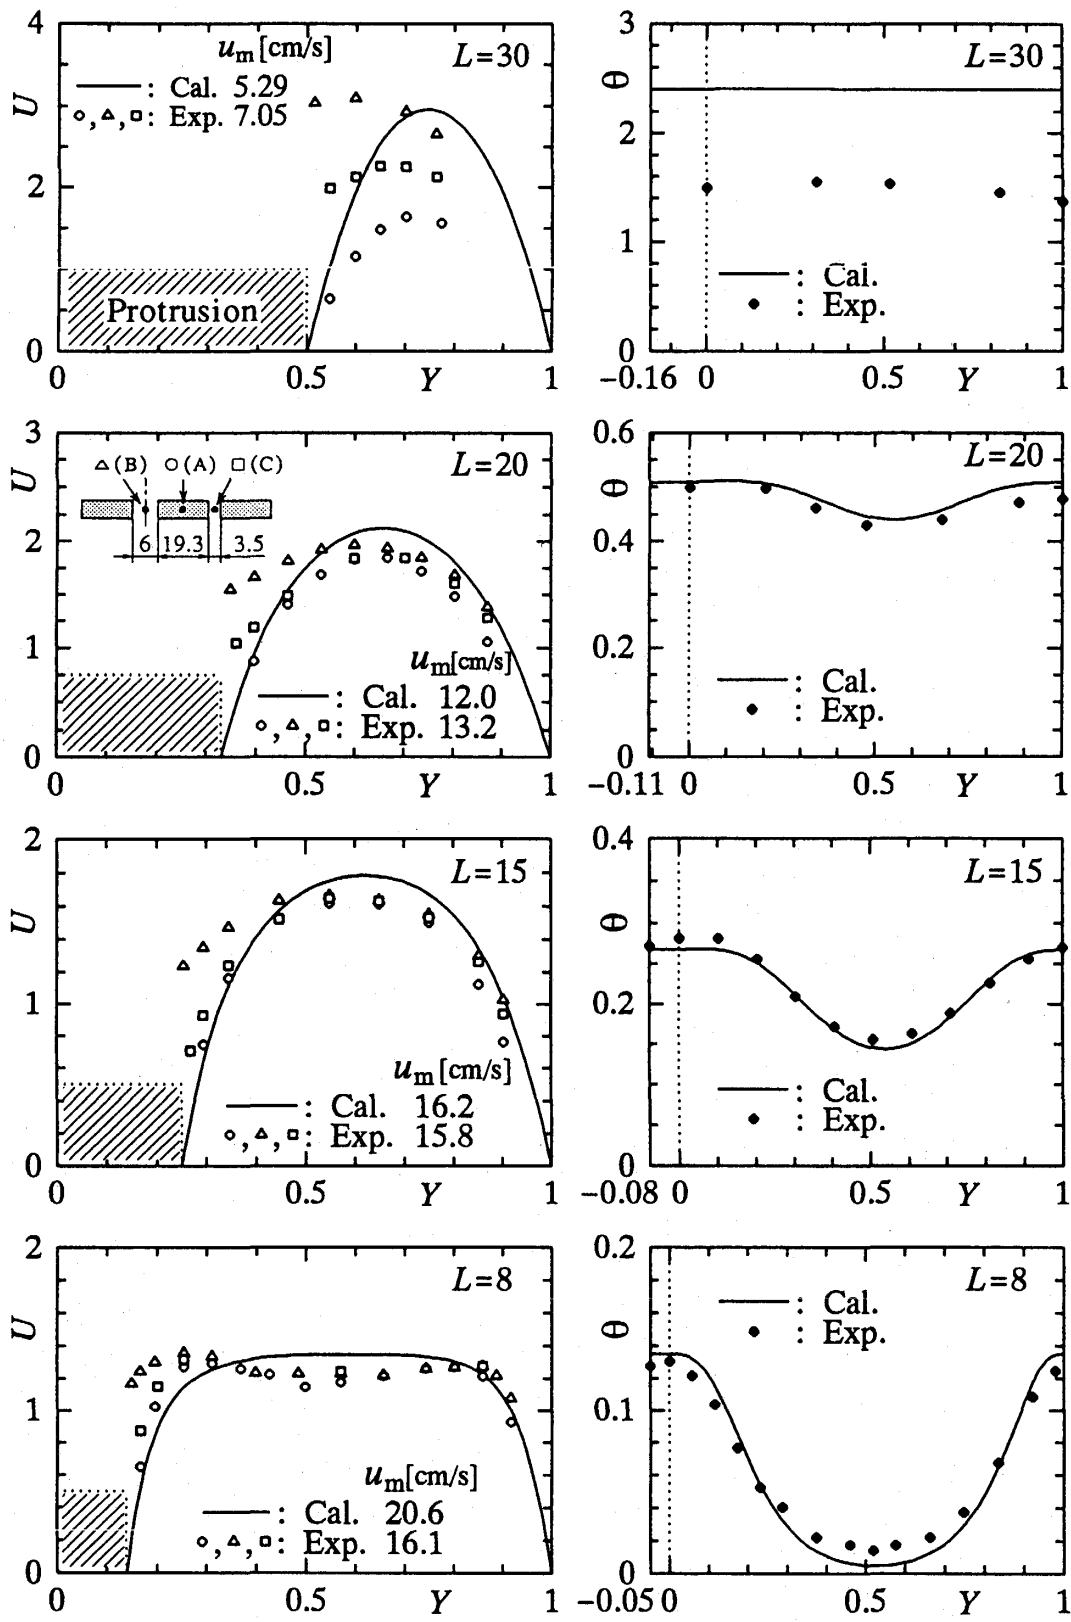 4
u_m [cm/s]
L=30
: Cal. 5.29
, , : Exp. 7.05
U
2
Protrusion
0
0 0.5 Y 1
3
L=30
θ
2
1
: Cal.
: Exp.
0
−0.16 0 0.5 Y 1
3
(B) (A) (C)
L=20
U
2
6 19.3 3.5
1
u_m[cm/s]
: Cal. 12.0
, , : Exp. 13.2
0
0 0.5 Y 1
0.6
L=20
θ
0.4
0.2
: Cal.
: Exp.
0
−0.11 0 0.5 Y 1
2
L=15
U
1
u_m [cm/s]
: Cal. 16.2
, , : Exp. 15.8
0
0 0.5 Y 1
0.4
L=15
θ
0.2
: Cal.
: Exp.
0
−0.08 0 0.5 Y 1
2
L=8
U
1
u_m[cm/s]
: Cal. 20.6
, , : Exp. 16.1
0
0 0.5 Y 1
0.2
L=8
: Cal.
θ
: Exp.
0.1
0
−0.05 0 0.5 Y 1